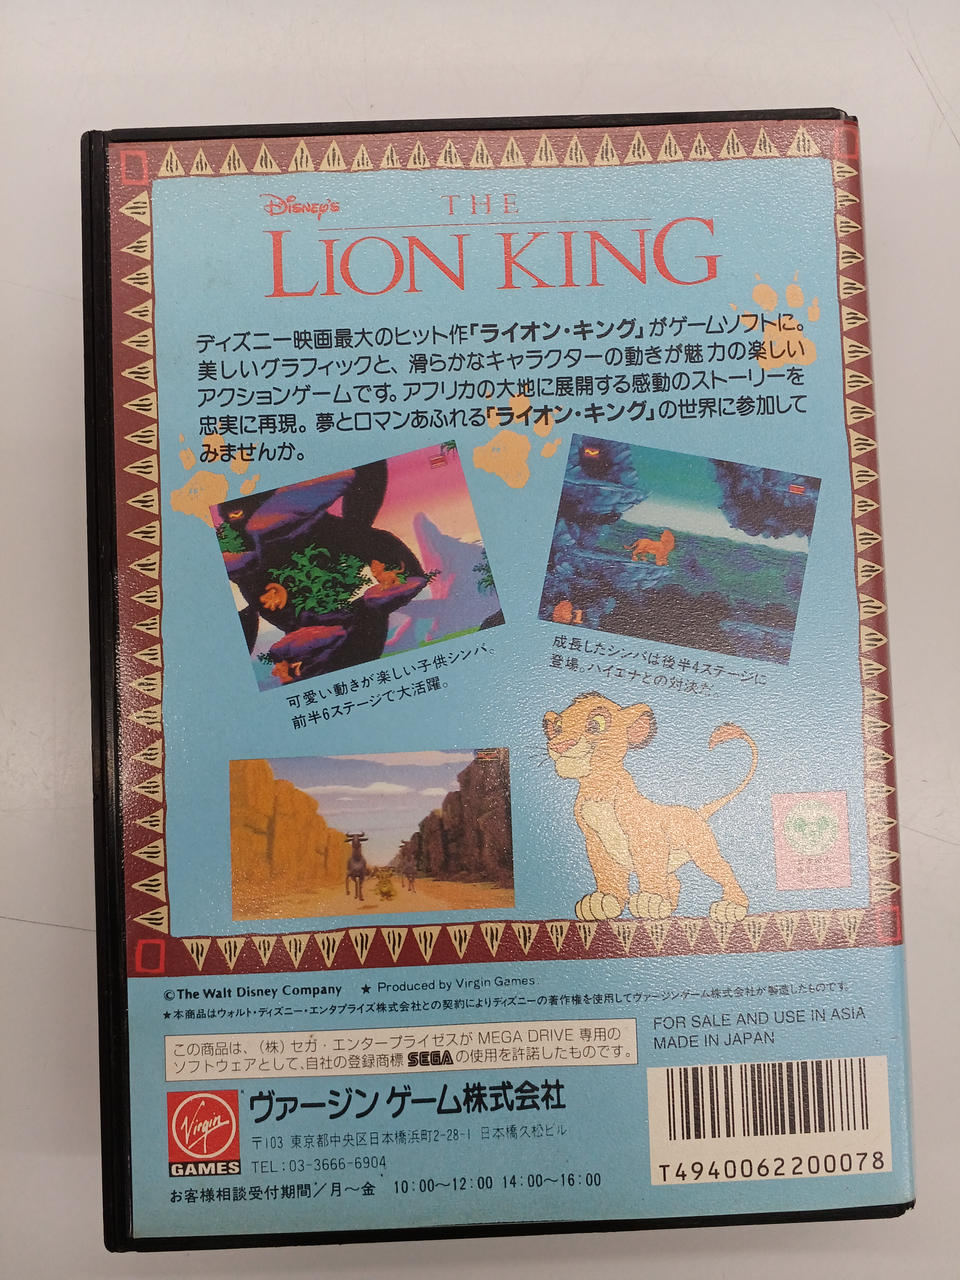 Disney's
THE
LION KING
ディズニー映画最大のヒット作「ライオン・キング」がゲームソフトに。
美しいグラフィックと、滑らかなキャラクターの動きが魅力の楽しい
アクションゲームです。アフリカの大地に展開する感動のストーリーを
忠実に再現。夢とロマンあふれる「ライオン・キング」の世界に参加して
みませんか。
可愛い動きが楽しい子供シンバ。
前半6ステージで大活躍。
成長したシンバは後半4ステージに
登場。ハイエナとの対決だ。
©The Walt Disney Company ★ Produced by Virgin Games
★本商品はウォルト・ディズニー・エンタプライズ株式会社との契約によりディズニーの著作権を使用してヴァージンゲーム株式会社が製造したものです。
この商品は、(株)セガ・エンタープライゼスが MEGA DRIVE 専用の
ソフトウェアとして、自社の登録商標 SEGA の使用を許諾したものです。
FOR SALE AND USE IN ASIA
MADE IN JAPAN
Virgin
GAMES
ヴァージンゲーム株式会社
〒103 東京都中央区日本橋浜町2-28-1 日本橋久松ビル
TEL:03-3666-6904
お客様相談受付期間/月〜金 10:00〜12:00 14:00〜16:00
T4940062200078